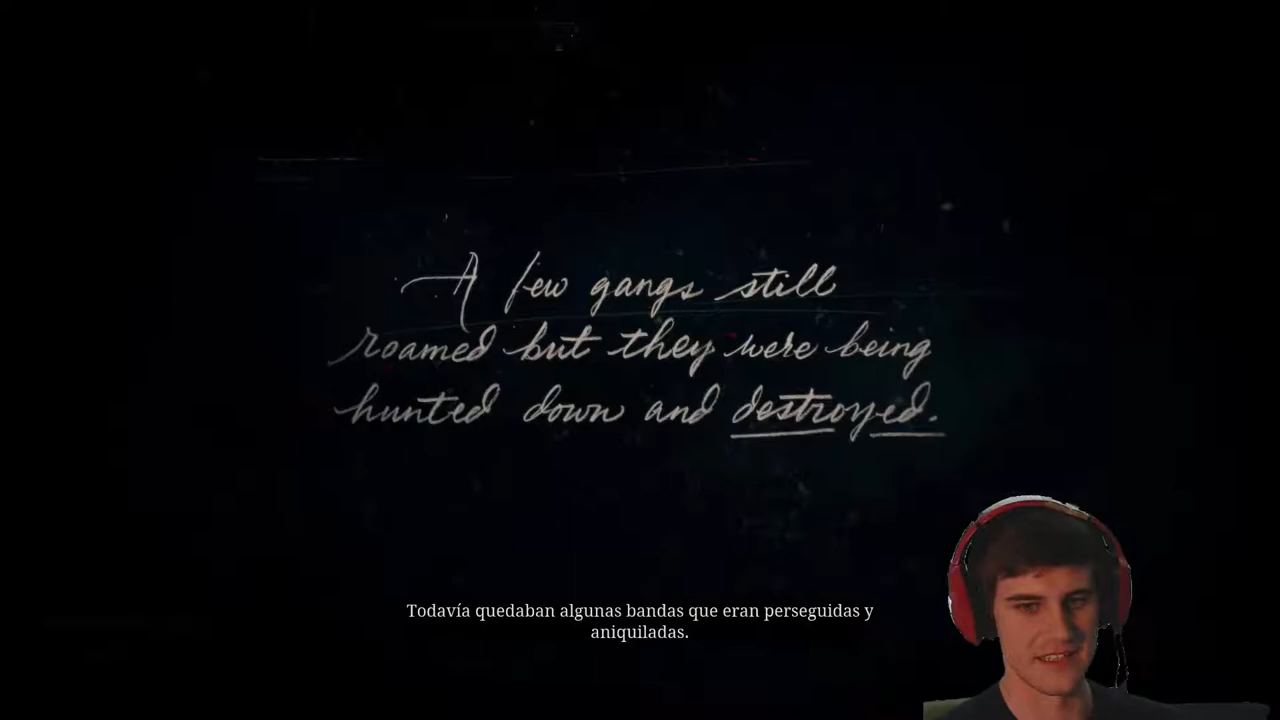 A few gangs still
roamed but they were being
hunted down and destroyed.
Todavía quedaban algunas bandas que eran perseguidas y
aniquiladas.